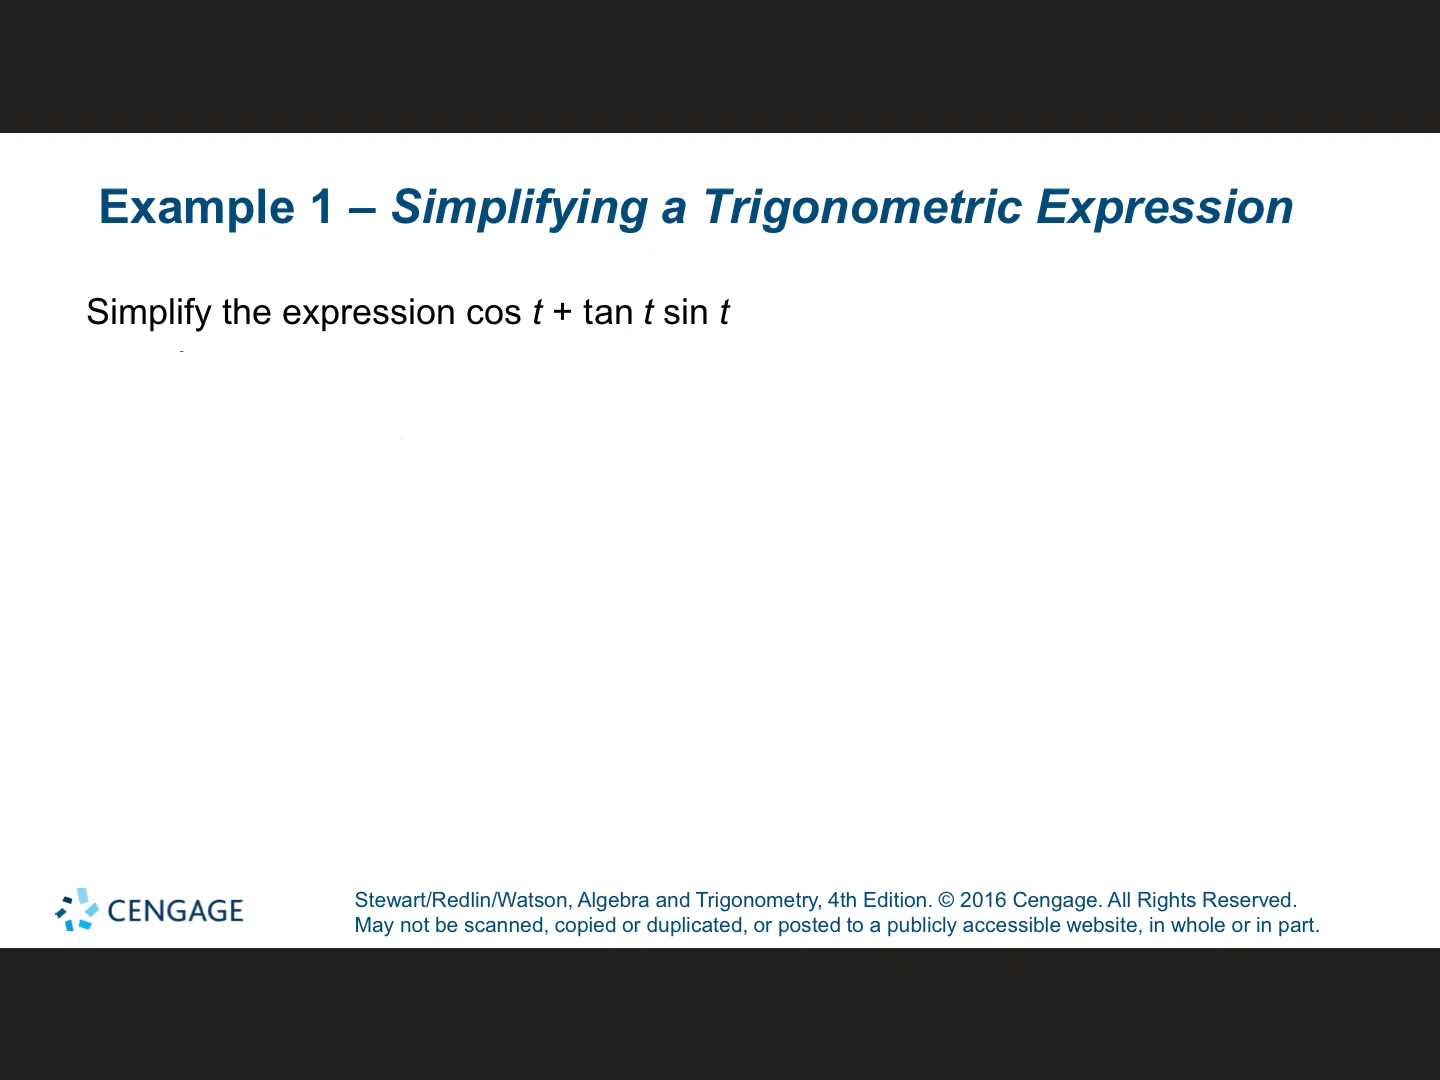 Example 1 – Simplifying a Trigonometric Expression
Simplify the expression cos t + tan t sin t
CENGAGE
Stewart/Redlin/Watson, Algebra and Trigonometry, 4th Edition. © 2016 Cengage. All Rights Reserved.
May not be scanned, copied or duplicated, or posted to a publicly accessible website, in whole or in part.